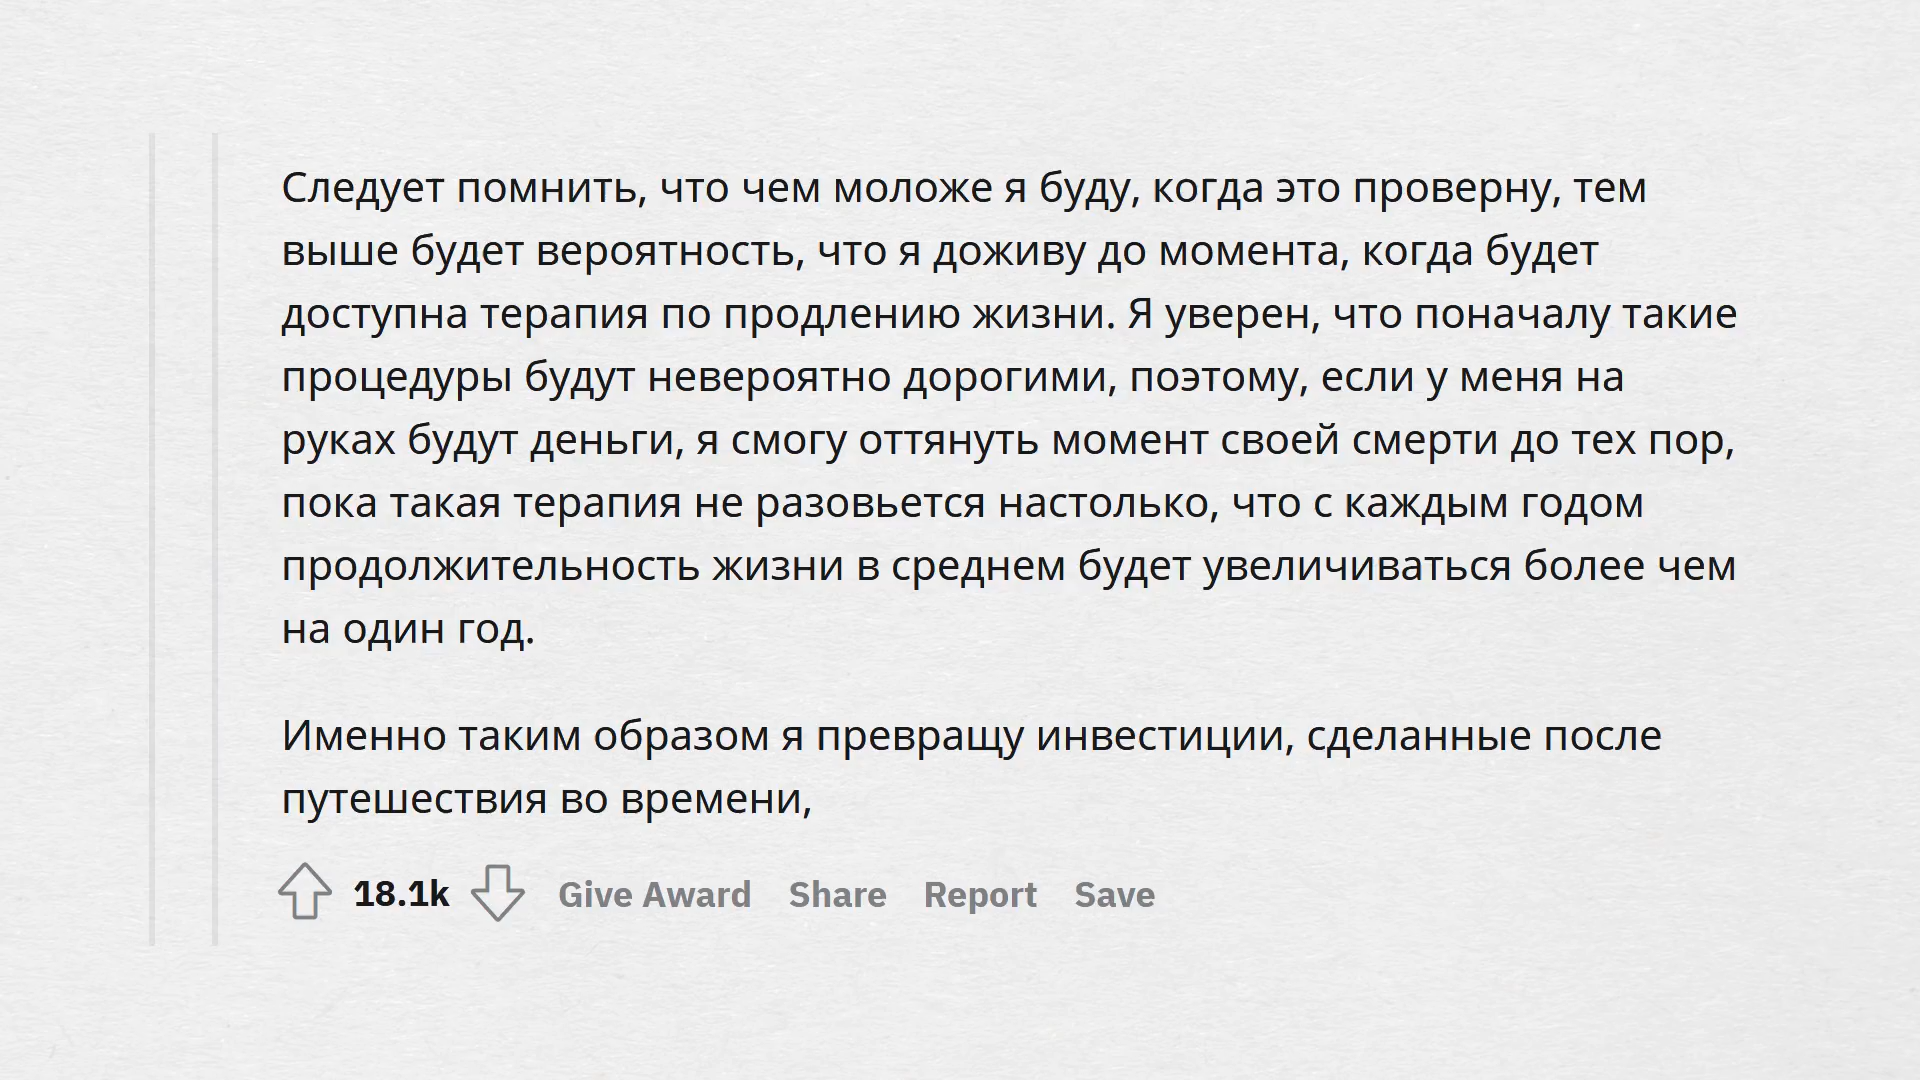 Следует помнить, что чем моложе я буду, когда это проверну, тем
выше будет вероятность, что я доживу до момента, когда будет
доступна терапия по продлению жизни. Я уверен, что поначалу такие
процедуры будут невероятно дорогими, поэтому, если у меня на
руках будут деньги, я смогу оттянуть момент своей смерти до тех пор,
пока такая терапия не разовьется настолько, что с каждым годом
продолжительность жизни в среднем будет увеличиваться более чем
на один год.
Именно таким образом я превращу инвестиции, сделанные после
путешествия во времени,
18.1k Give Award Share Report Save